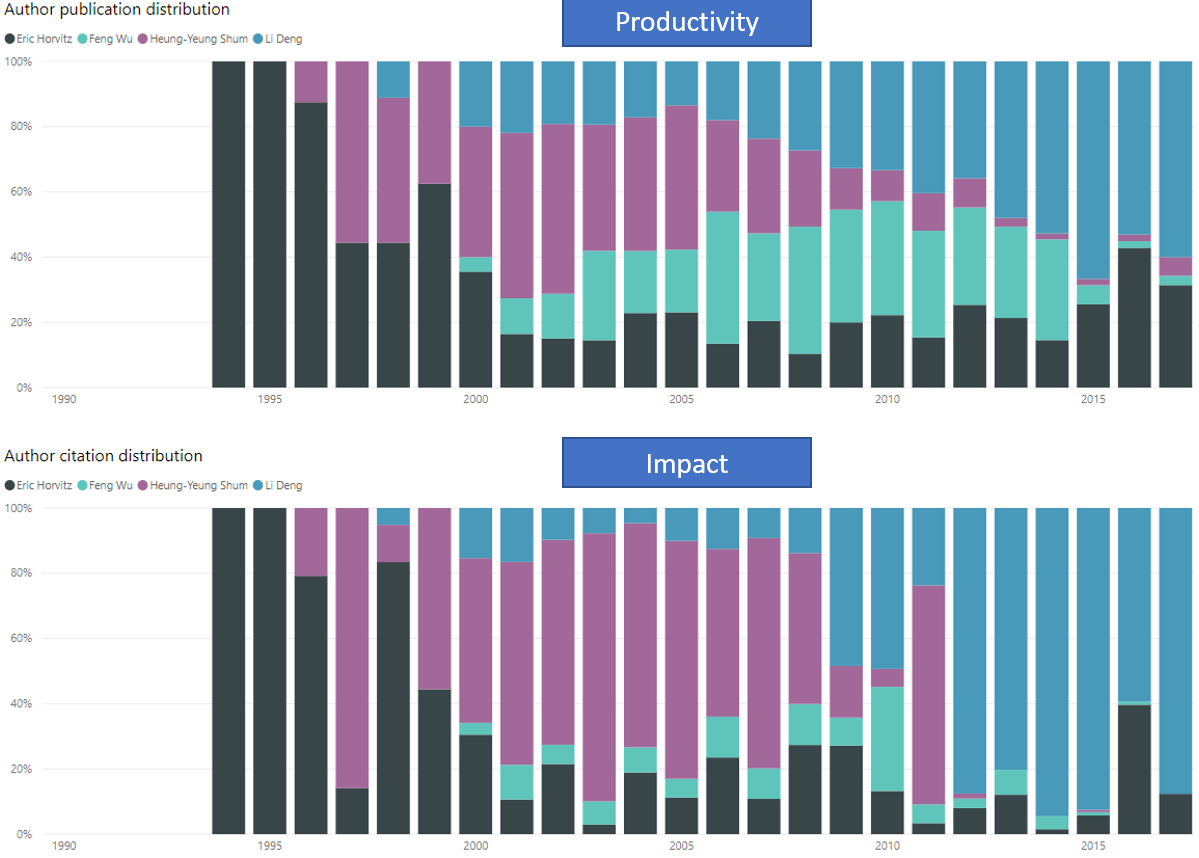 Author publication distribution
Productivity
Eric Horvitz Feng Wu Heung-Yeung Shum Li Deng
100%
80%
60%
40%
20%
0%
1990 1995 2000 2005 2010 2015
Author citation distribution
Impact
Eric Horvitz Feng Wu Heung-Yeung Shum Li Deng
100%
80%
60%
40%
20%
0%
1990 1995 2000 2005 2010 2015